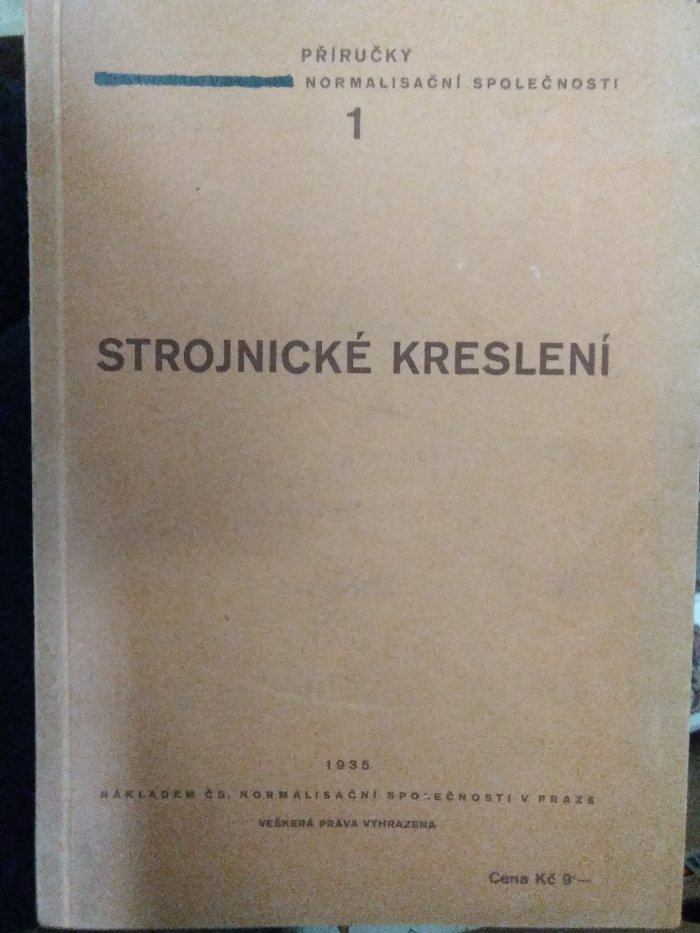 PŘÍRUČKY
NORMALISAČNÍ SPOLEČNOSTI
1
STROJNICKÉ KRESLENÍ
1935
NÁKLADEM ČS. NORMALISAČNÍ SPOLEČNOSTI V PRAZE
VEŠKERÁ PRÁVA VYHRAZENA
Cena Kč 9·—